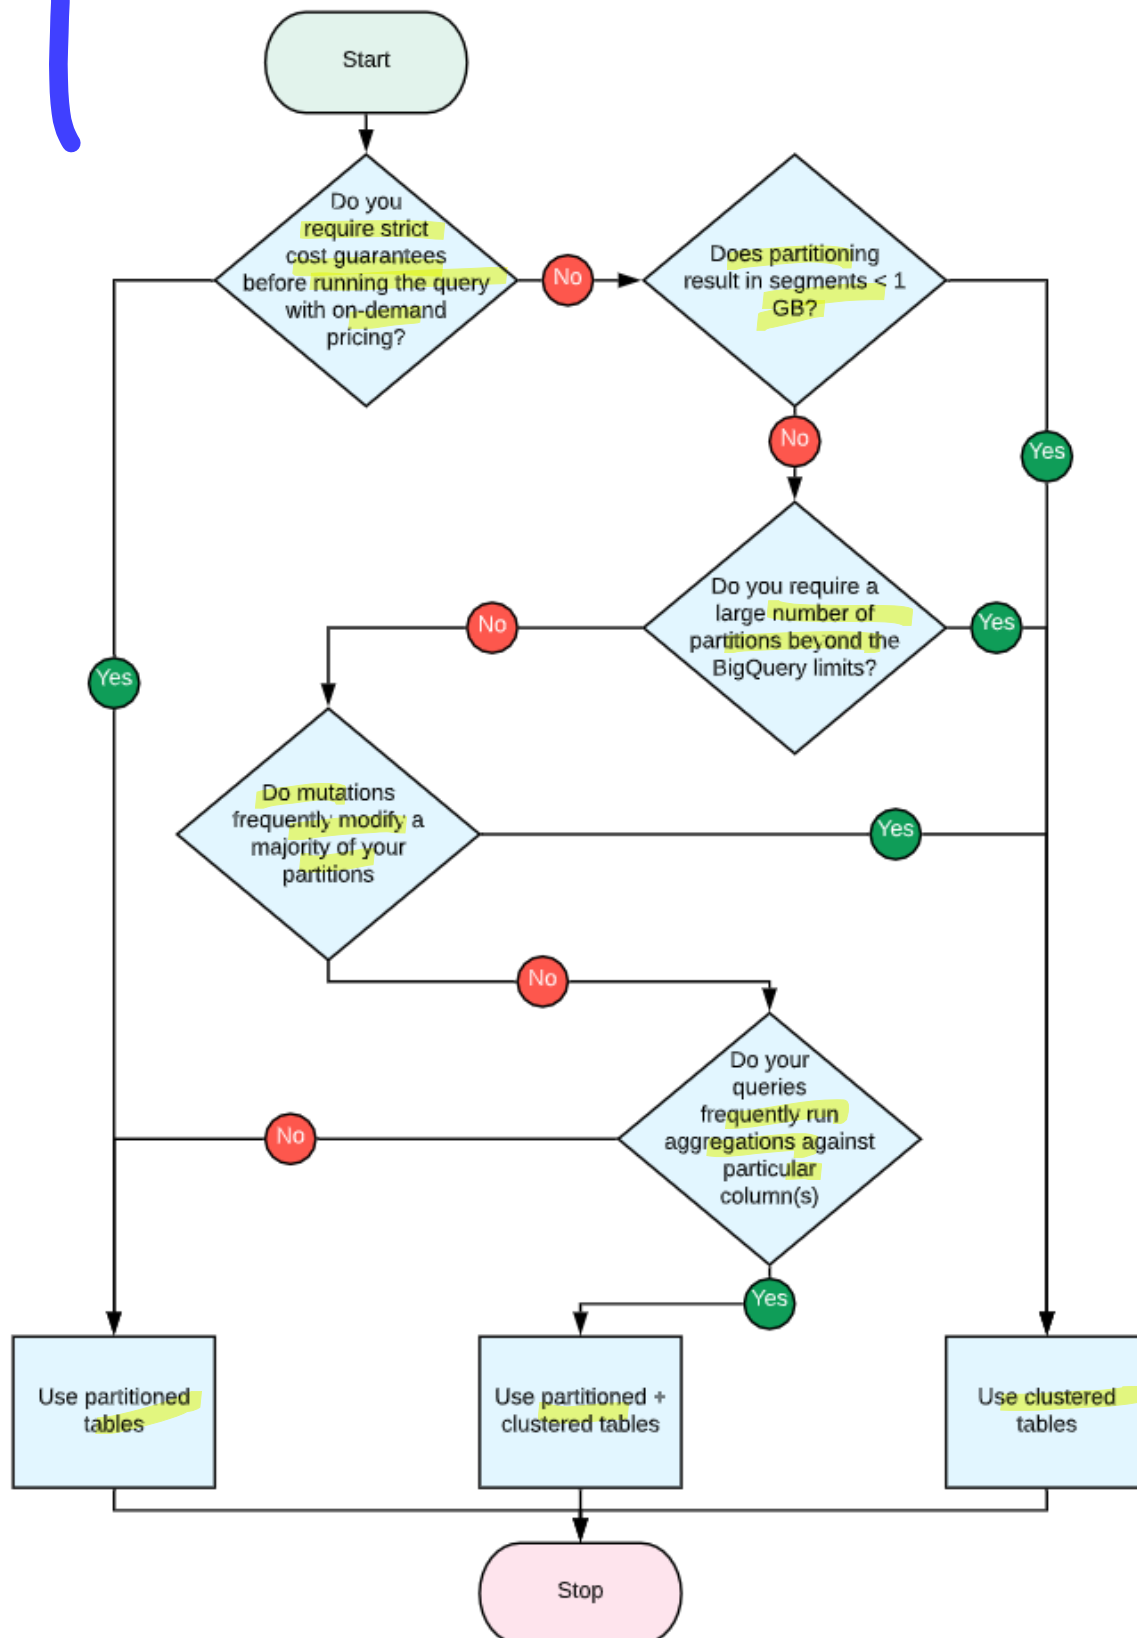 Start
Do you
require strict
cost guarantees
before running the query
with on-demand
pricing?
No
Does partitioning
result in segments < 1
GB?
No
Yes
Do you require a
large number of
partitions beyond the
BigQuery limits?
No
Yes
Yes
Do mutations
frequently modify a
majority of your
partitions
Yes
No
Do your
queries
frequently run
aggregations against
particular
column(s)
No
Yes
Use partitioned
tables
Use partitioned +
clustered tables
Use clustered
tables
Stop